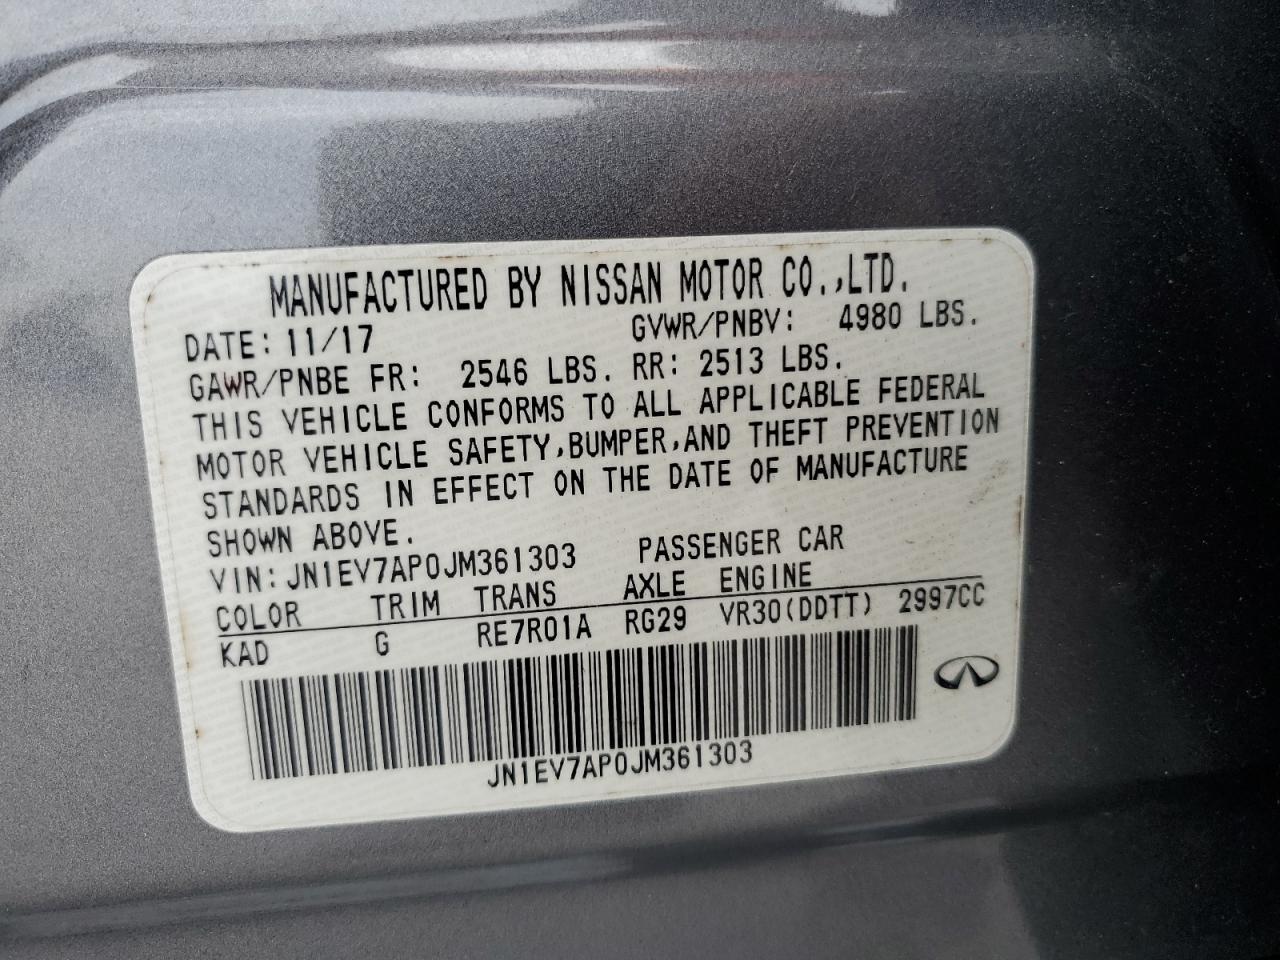 MANUFACTURED BY NISSAN MOTOR CO.,LTD.
DATE: 11/17 GVWR/PNBV: 4980 LBS.
GAWR/PNBE FR: 2546 LBS. RR: 2513 LBS.
THIS VEHICLE CONFORMS TO ALL APPLICABLE FEDERAL
MOTOR VEHICLE SAFETY,BUMPER,AND THEFT PREVENTION
STANDARDS IN EFFECT ON THE DATE OF MANUFACTURE
SHOWN ABOVE.
VIN: JN1EV7AP0JM361303 PASSENGER CAR
COLOR TRIM TRANS AXLE ENGINE
KAD G RE7R01A RG29 VR30(DDTT) 2997CC
JN1EV7AP0JM361303